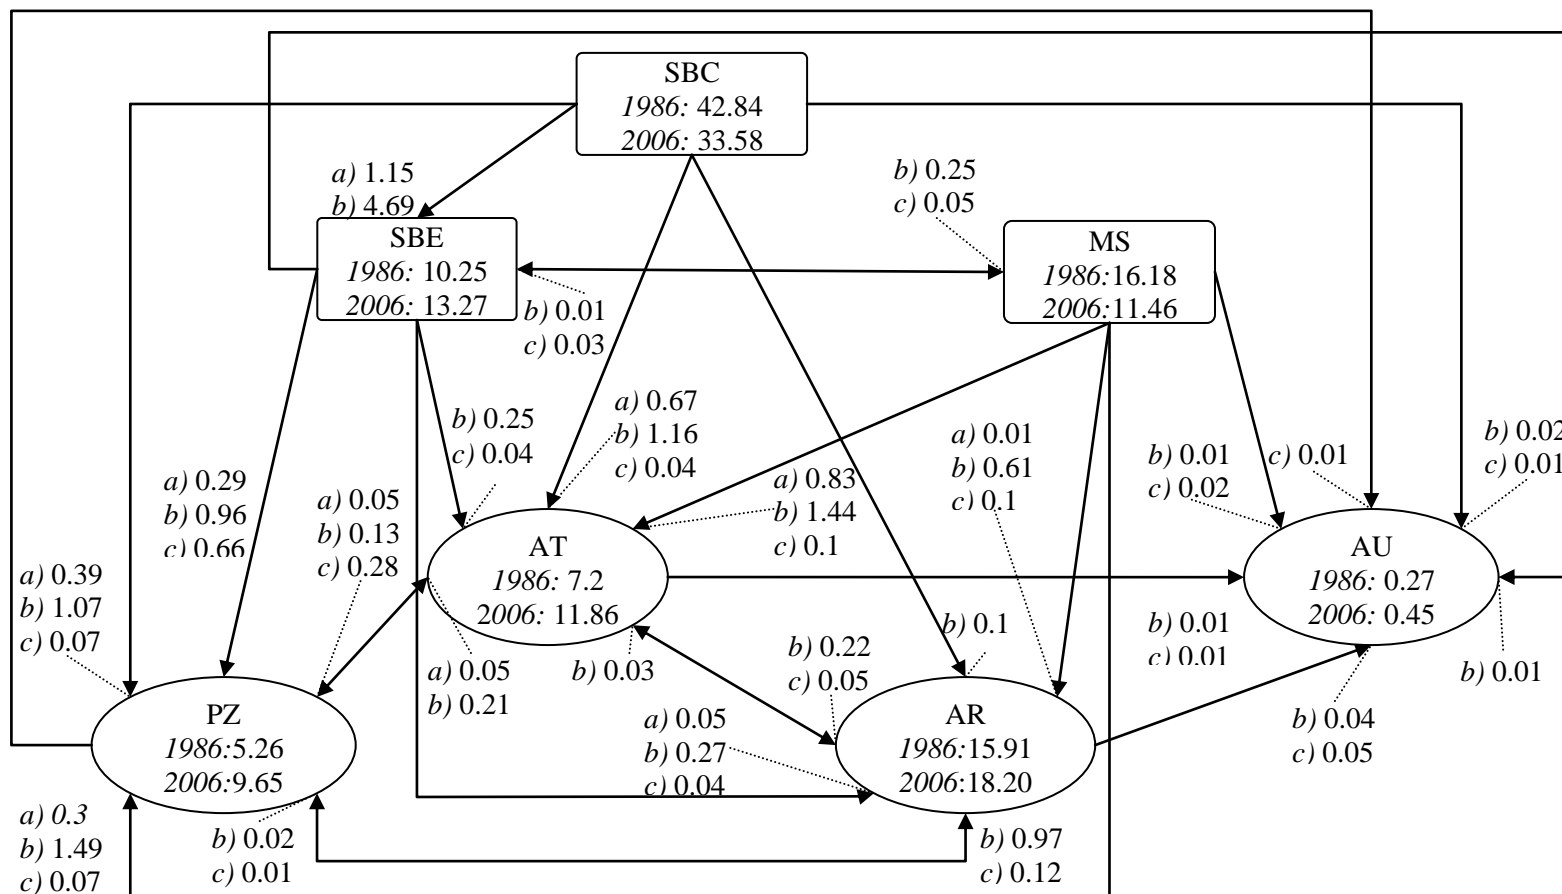 SBC
1986: 42.84
2006: 33.58
a) 1.15
b) 4.69
b) 0.25
c) 0.05
SBE
1986: 10.25
2006: 13.27
MS
1986:16.18
2006:11.46
b) 0.01
c) 0.03
b) 0.25
c) 0.04
a) 0.67
b) 1.16
c) 0.04
a) 0.01
b) 0.61
c) 0.1
b) 0.01
c) 0.02
c) 0.01
b) 0.02
c) 0.01
a) 0.29
b) 0.96
c) 0.66
a) 0.05
b) 0.13
c) 0.28
a) 0.83
b) 1.44
c) 0.1
AT
1986: 7.2
2006: 11.86
AU
1986: 0.27
2006: 0.45
a) 0.39
b) 1.07
c) 0.07
a) 0.05
b) 0.21
b) 0.03
b) 0.22
c) 0.05
b) 0.1
b) 0.01
c) 0.01
b) 0.01
PZ
1986:5.26
2006:9.65
a) 0.05
b) 0.27
c) 0.04
AR
1986:15.91
2006:18.20
b) 0.04
c) 0.05
a) 0.3
b) 1.49
c) 0.07
b) 0.02
c) 0.01
b) 0.97
c) 0.12